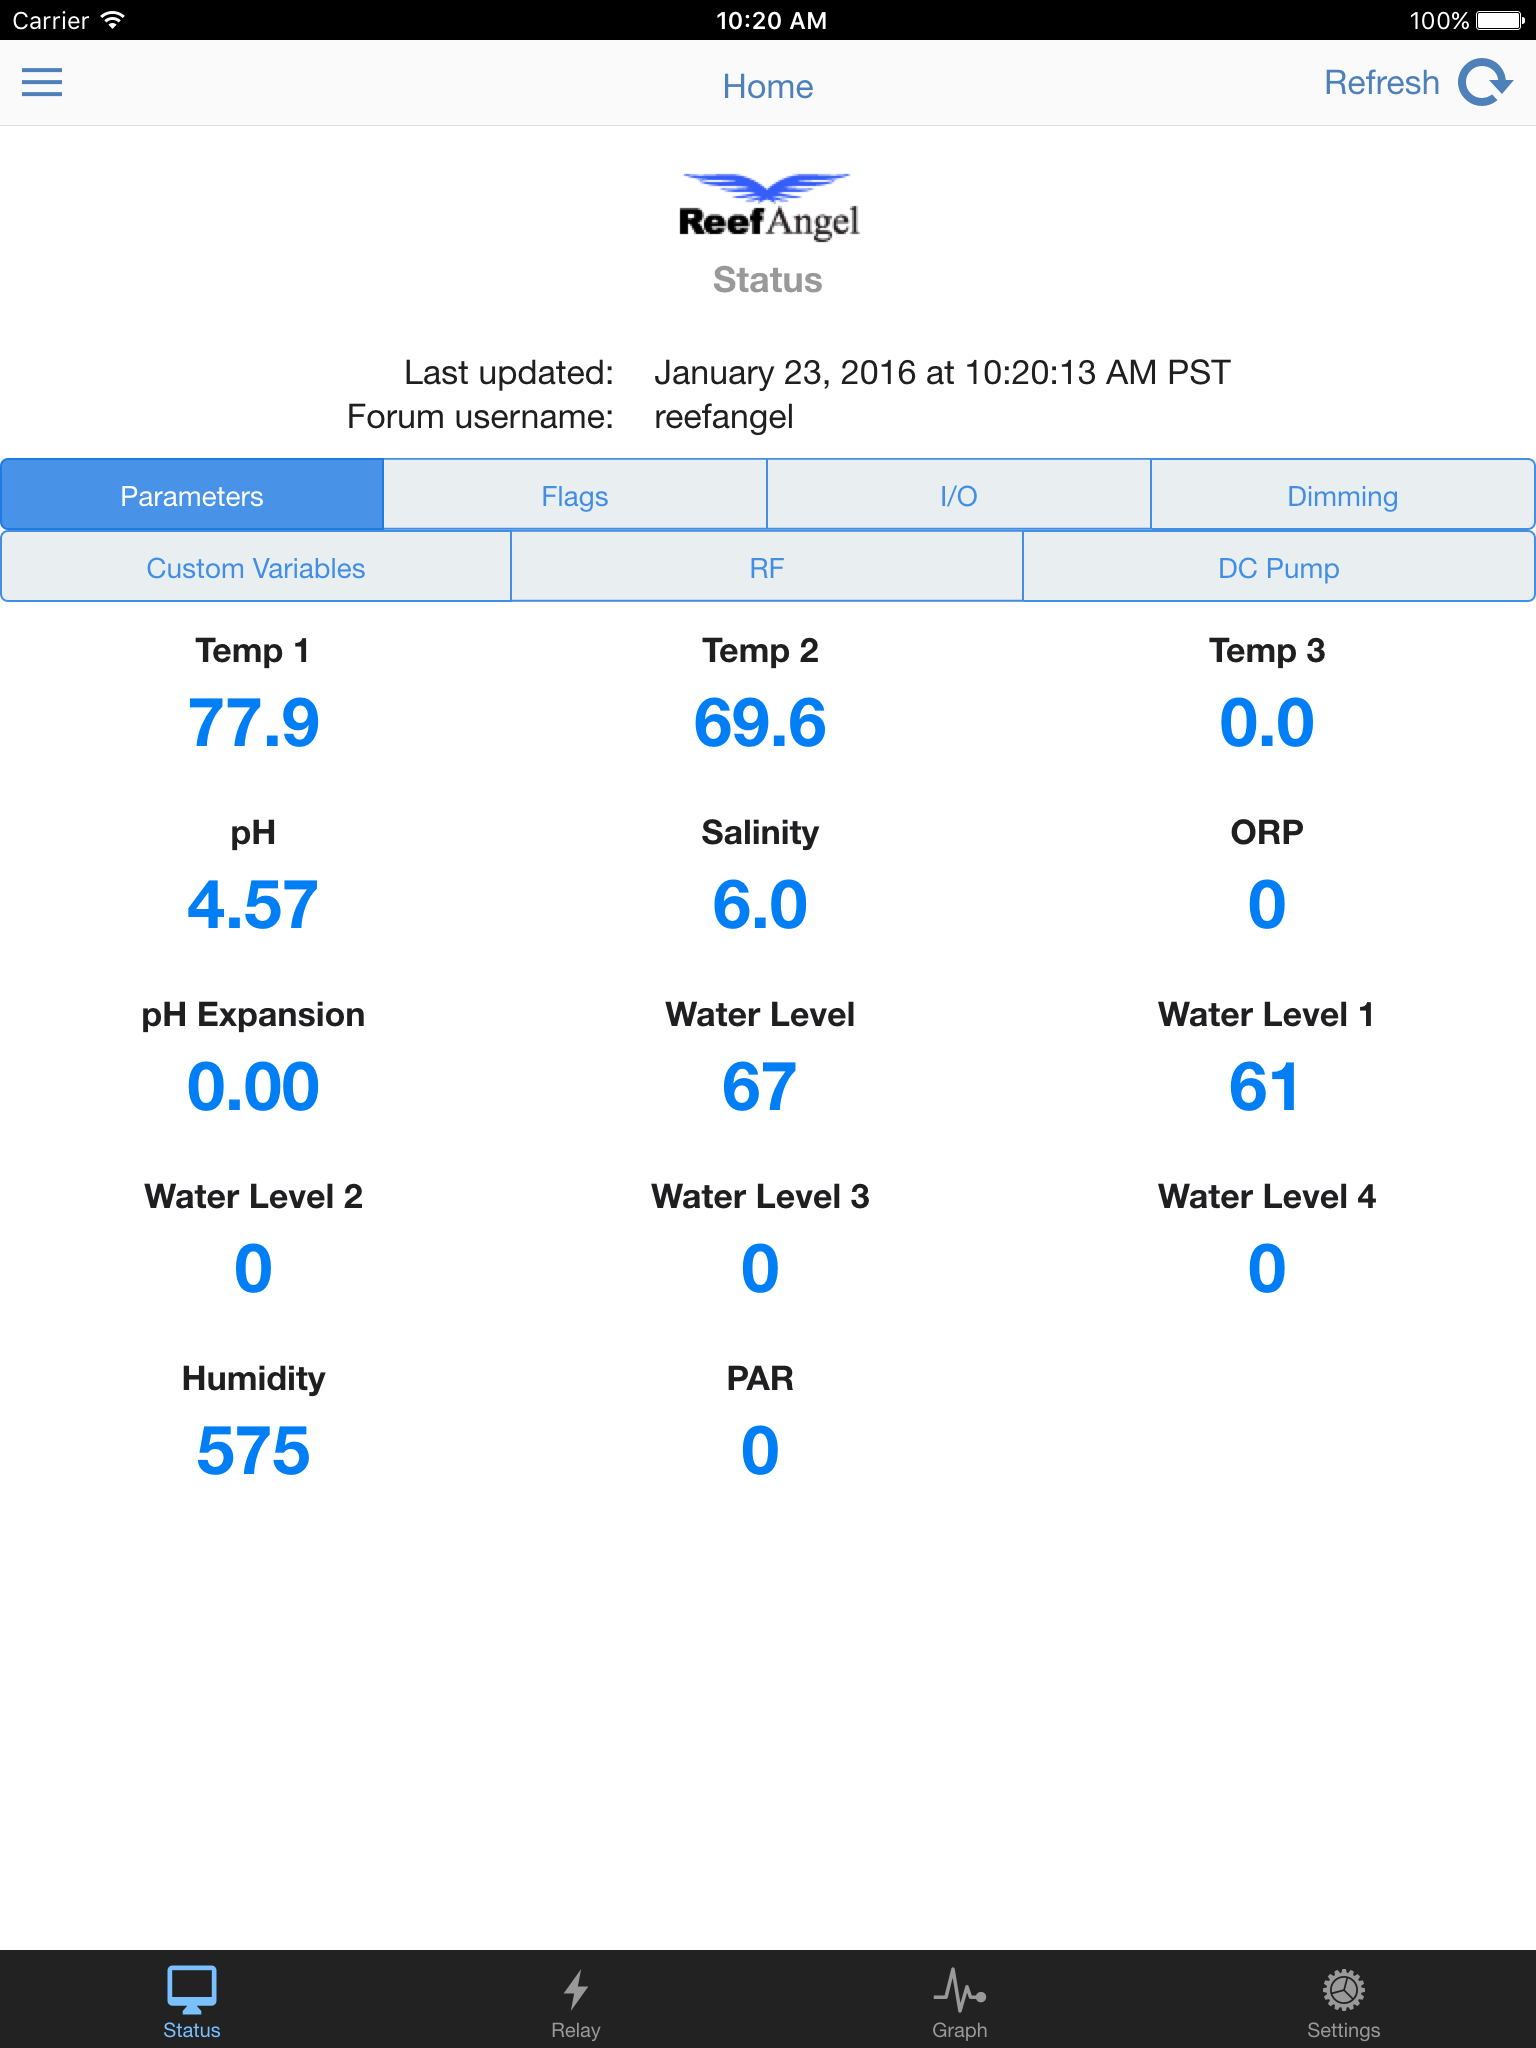 Carrier 10:20 AM 100%
Home Refresh
ReefAngel
Status
Last updated: January 23, 2016 at 10:20:13 AM PST
Forum username: reefangel
Parameters Flags I/O Dimming
Custom Variables RF DC Pump
Temp 1 Temp 2 Temp 3
77.9 69.6 0.0
pH Salinity ORP
4.57 6.0 0
pH Expansion Water Level Water Level 1
0.00 67 61
Water Level 2 Water Level 3 Water Level 4
0 0 0
Humidity PAR
575 0
Status Relay Graph Settings